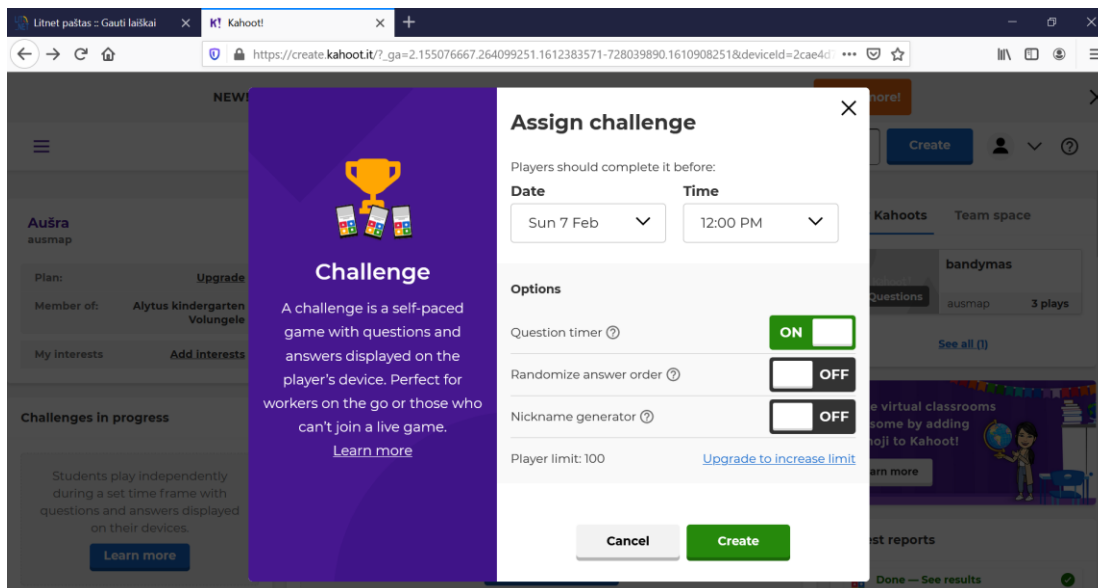 Litnet paštas :: Gauti laiškai
K! Kahoot!
https://create.kahoot.it/?_ga=2.155076667.264099251.1612383571-728039890.1610908251&deviceId=2cae4d
NEW!
more!
Create
Aušra
ausmap
Plan: Upgrade
Member of: Alytus kindergarten
Volungele
My interests Add interests
Challenges in progress
Students play independently
during a set time frame with
questions and answers displayed
on their devices.
Learn more
Challenge
A challenge is a self-paced
game with questions and
answers displayed on the
player's device. Perfect for
workers on the go or those who
can't join a live game.
Learn more
Assign challenge
Players should complete it before:
Date Time
Sun 7 Feb 12:00 PM
Options
Question timer ON
Randomize answer order OFF
Nickname generator OFF
Player limit: 100 Upgrade to increase limit
Cancel Create
Kahoots Team space
bandymas
Questions
ausmap 3 plays
See all (1)
virtual classrooms
some by adding
to Kahoot!
more
reports
Done — See results